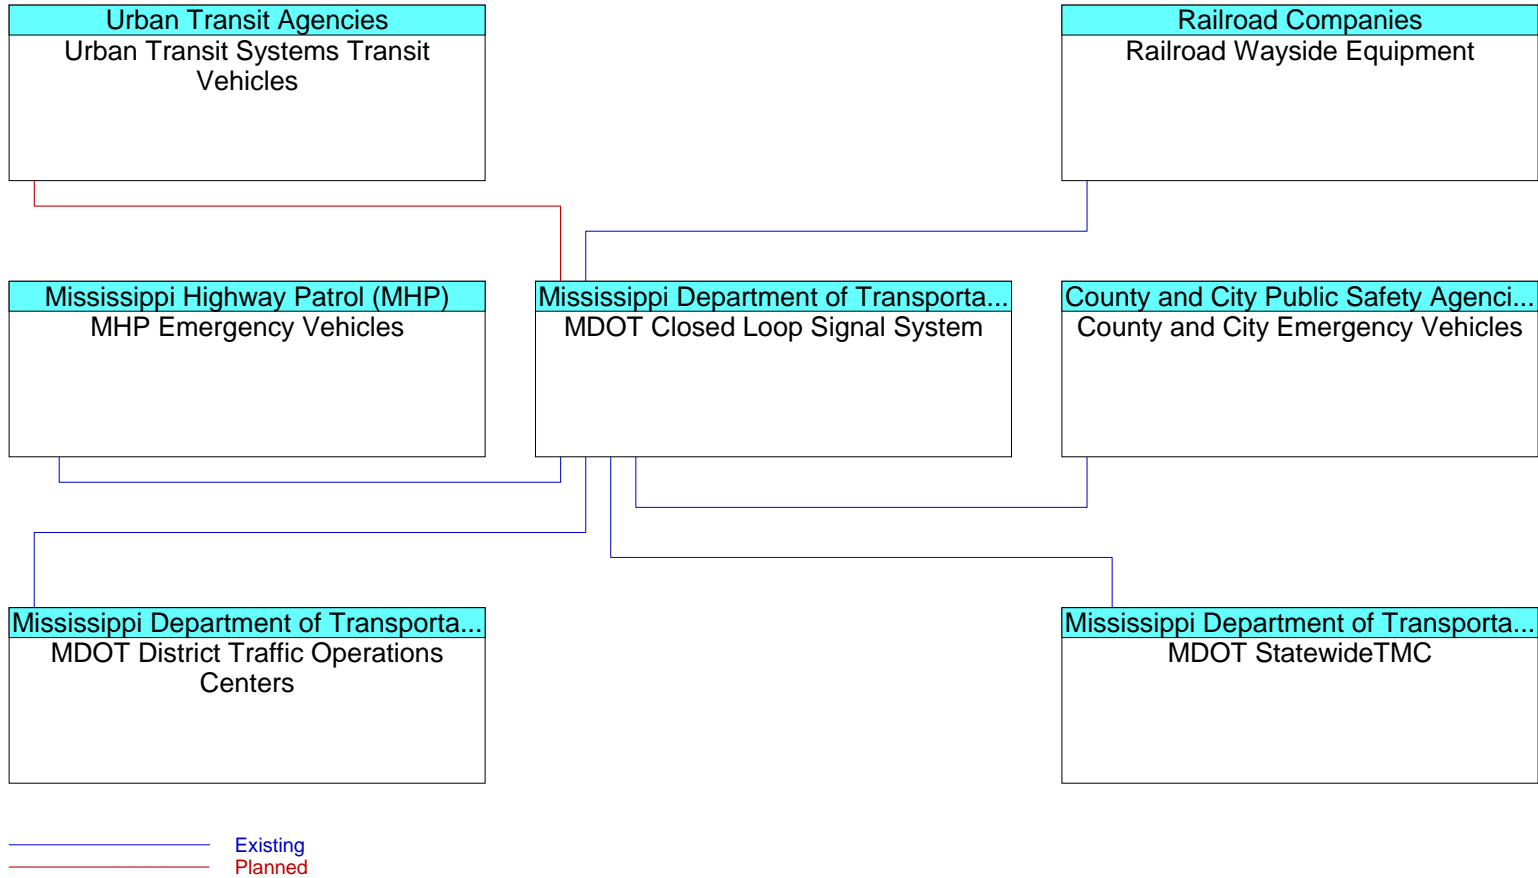 Urban Transit Agencies
Urban Transit Systems Transit
Vehicles
Railroad Companies
Railroad Wayside Equipment
Mississippi Highway Patrol (MHP)
MHP Emergency Vehicles
Mississippi Department of Transporta...
MDOT Closed Loop Signal System
County and City Public Safety Agenci...
County and City Emergency Vehicles
Mississippi Department of Transporta...
MDOT District Traffic Operations
Centers
Mississippi Department of Transporta...
MDOT StatewideTMC
Existing
Planned